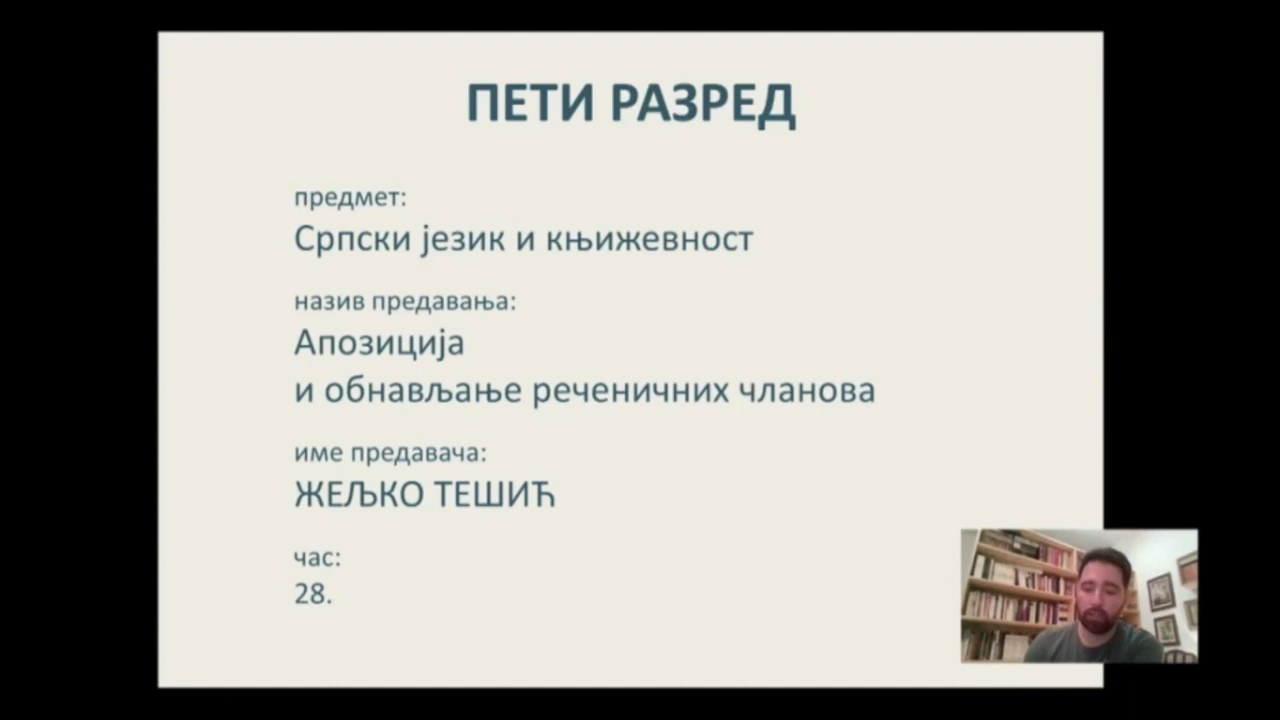 ПЕТИ РАЗРЕД
предмет:
Српски језик и књижевност
назив предавања:
Апозиција
и обнављање реченичних чланова
име предавача:
ЖЕЉКО ТЕШИЋ
час:
28.